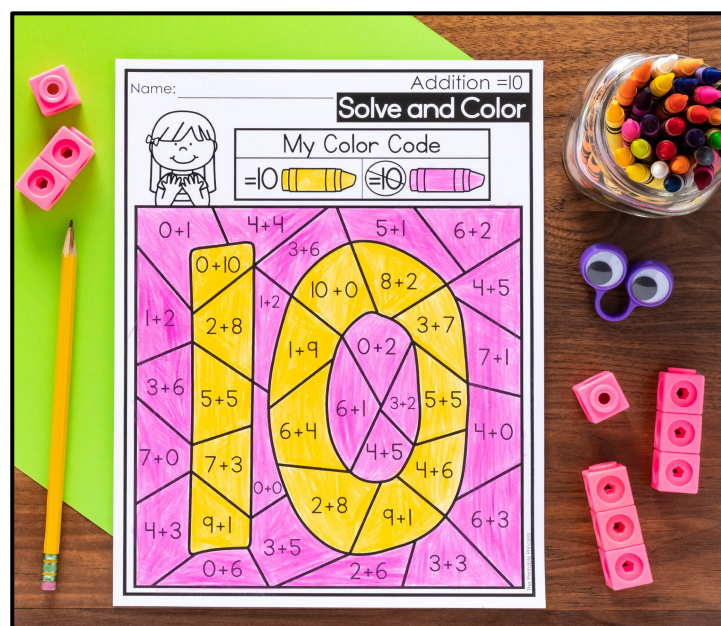 Name:
Addition =10
Solve and Color
My Color Code
=10 =10
0+1 4+4 5+1 6+2
3+6
0+10 10+0 8+2 4+5
1+2 2+8 1+2 3+7
1+9 0+2 7+1
3+6 5+5 6+1 3+2 5+5
6+4 4+5 4+0
7+0 7+3 4+6
0+0
4+3 9+1 2+8 9+1 6+3
3+5
0+6 2+6 3+3